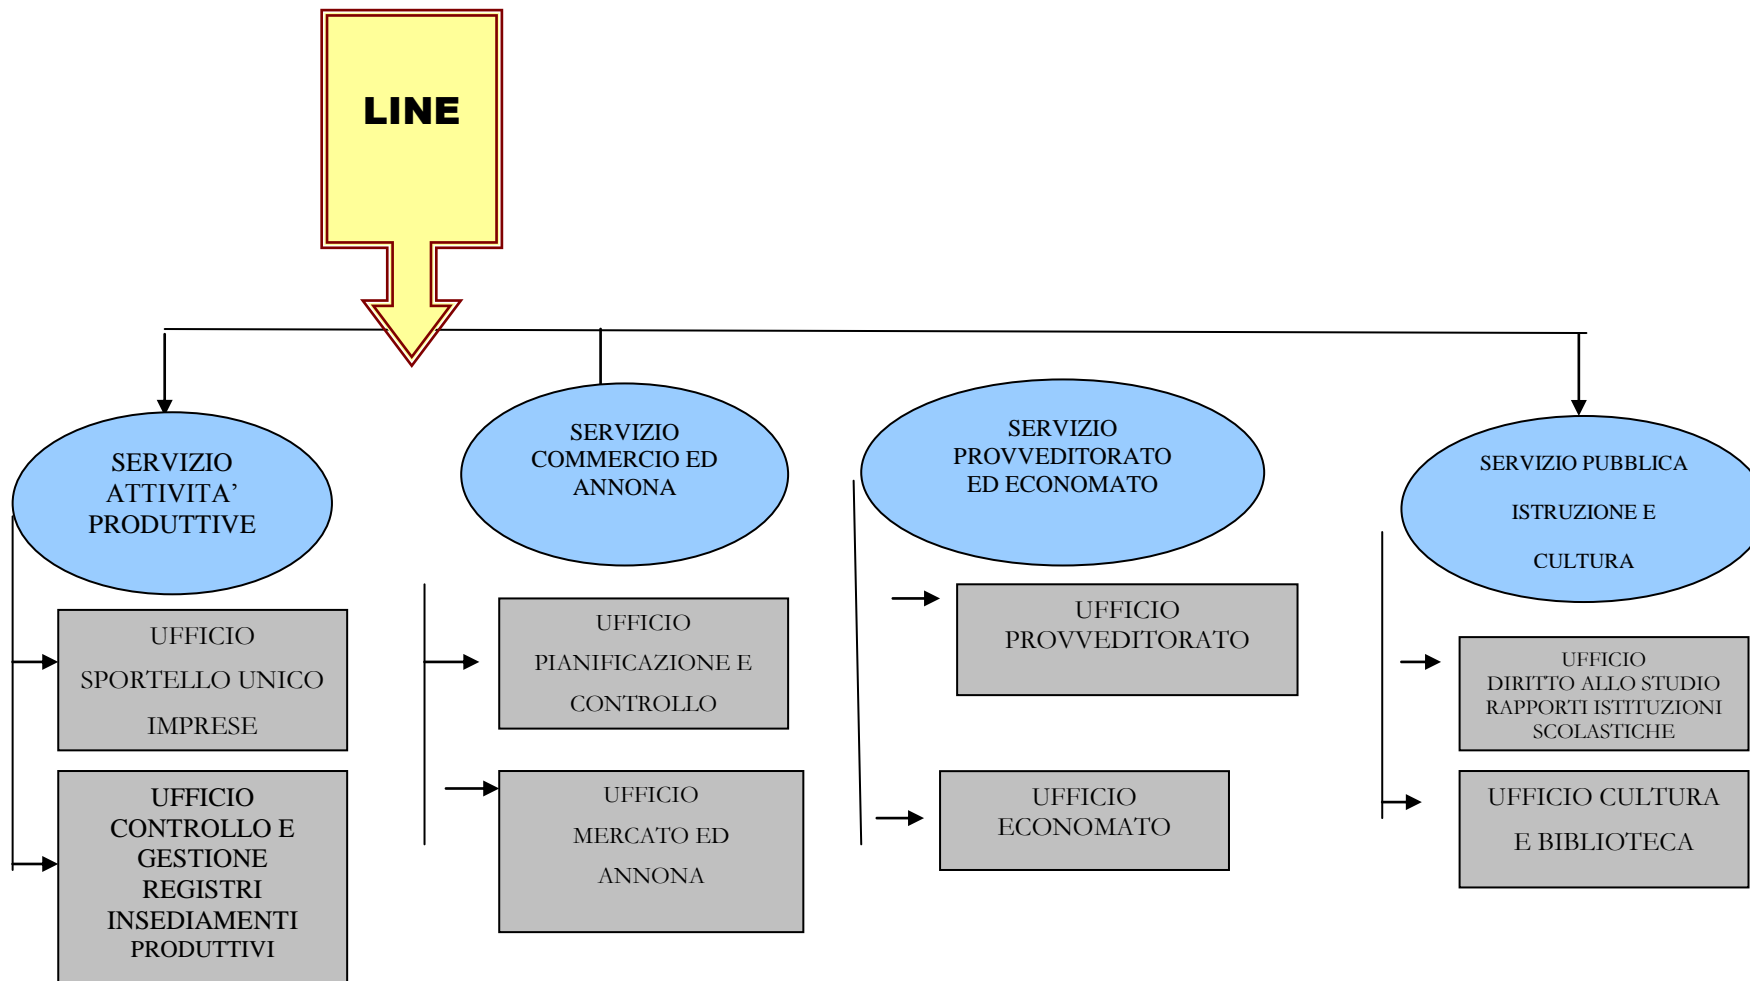 LINE
SERVIZIO
ATTIVITA’
PRODUTTIVE
SERVIZIO
COMMERCIO ED
ANNONA
SERVIZIO
PROVVEDITORATO
ED ECONOMATO
SERVIZIO PUBBLICA
ISTRUZIONE E
CULTURA
UFFICIO
SPORTELLO UNICO
IMPRESE
UFFICIO
PIANIFICAZIONE E
CONTROLLO
UFFICIO
PROVVEDITORATO
UFFICIO
DIRITTO ALLO STUDIO
RAPPORTI ISTITUZIONI
SCOLASTICHE
UFFICIO
CONTROLLO E
GESTIONE
REGISTRI
INSEDIAMENTI
PRODUTTIVI
UFFICIO
MERCATO ED
ANNONA
UFFICIO
ECONOMATO
UFFICIO CULTURA
E BIBLIOTECA